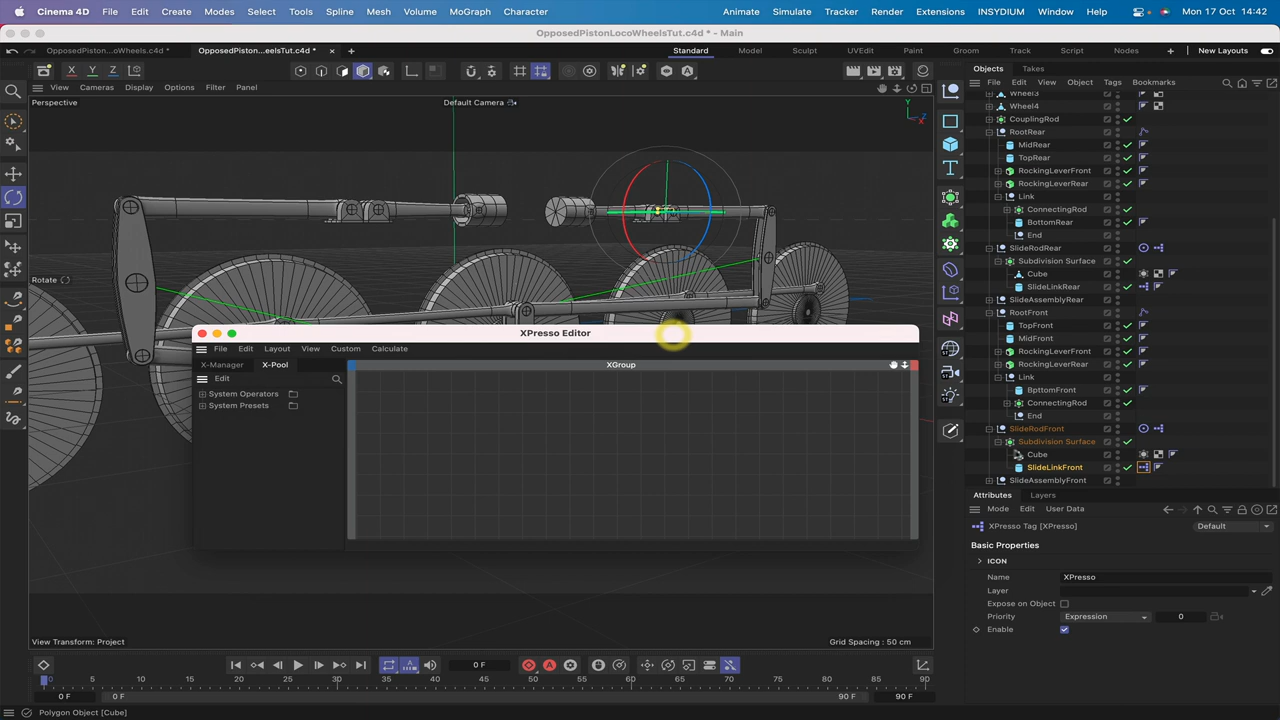 Cinema 4D File Edit Create Modes Select Tools Spline Mesh Volume MoGraph Character Animate Simulate Tracker Render Extensions INSYDIUM Window Help Mon 17 Oct 14:42
OpposedPistonLocoWheelsTut.c4d * - Main
OpposedPiston...oWheels.c4d * OpposedPiston...eelsTut.c4d * Standard Model Sculpt UVEdit Paint Groom Track Script Nodes New Layouts
X Y Z
Objects Takes
View Cameras Display Options Filter Panel
File Edit View Object Tags Bookmarks
Perspective
Default Camera
Y
X
Wheel3
Wheel4
CouplingRod
RootRear
MidRear
TopRear
RockingLeverFront
RockingLeverRear
Link
ConnectingRod
BottomRear
End
SlideRodRear
Subdivision Surface
Cube
SlideLinkRear
SlideAssemblyRear
RootFront
TopFront
MidFront
RockingLeverFront
RockingLeverRear
Link
BpttomFront
ConnectingRod
End
SlideRodFront
Subdivision Surface
Cube
SlideLinkFront
SlideAssemblyFront
Rotate
XPresso Editor
File Edit Layout View Custom Calculate
X-Manager X-Pool
XGroup
Edit
System Operators
System Presets
Attributes Layers
Mode Edit User Data
XPresso Tag [XPresso] Default
Basic Properties
ICON
Name XPresso
Layer
Expose on Object
Priority Expression 0
Enable
View Transform: Project
Grid Spacing : 50 cm
0 F
0 5 10 15 20 25 30 35 40 45 50 55 60 65 70 75 80 85 90
0 F 0 F 90 F 90 F
Polygon Object [Cube]